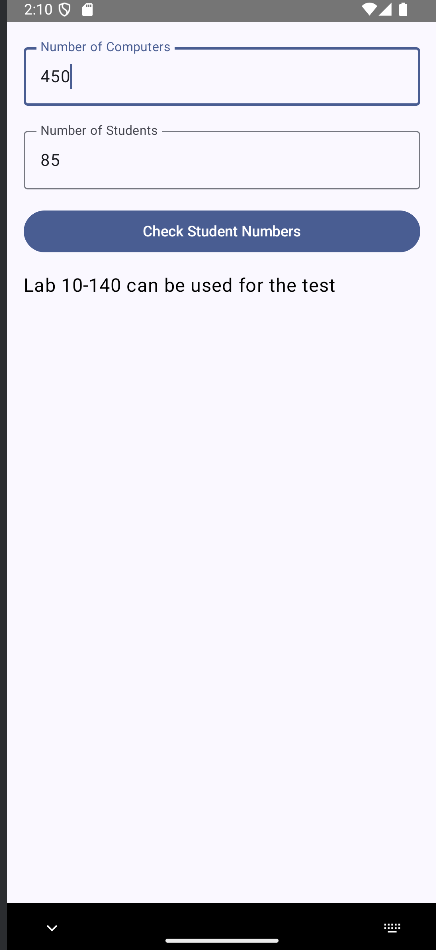 2:10
Number of Computers
450
Number of Students
85
Check Student Numbers
Lab 10-140 can be used for the test